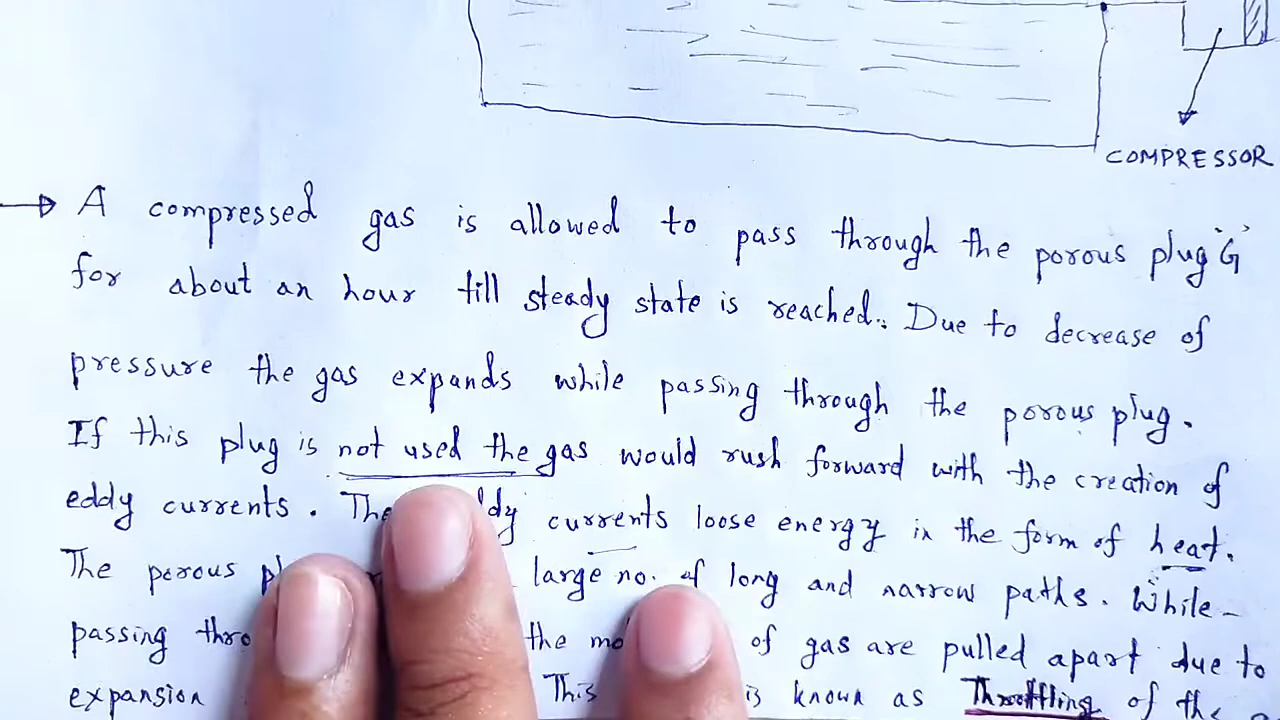 COMPRESSOR
→ A compressed gas is allowed to pass through the porous plug 'G'
for about an hour till steady state is reached. Due to decrease of
pressure the gas expands while passing through the porous plug.
If this plug is not used the gas would rush forward with the creation of
eddy currents. The eddy currents loose energy in the form of heat.
The porous large no. of long and narrow paths. While
passing the of gas are pulled apart due to
expansion This is known as Throttling of the